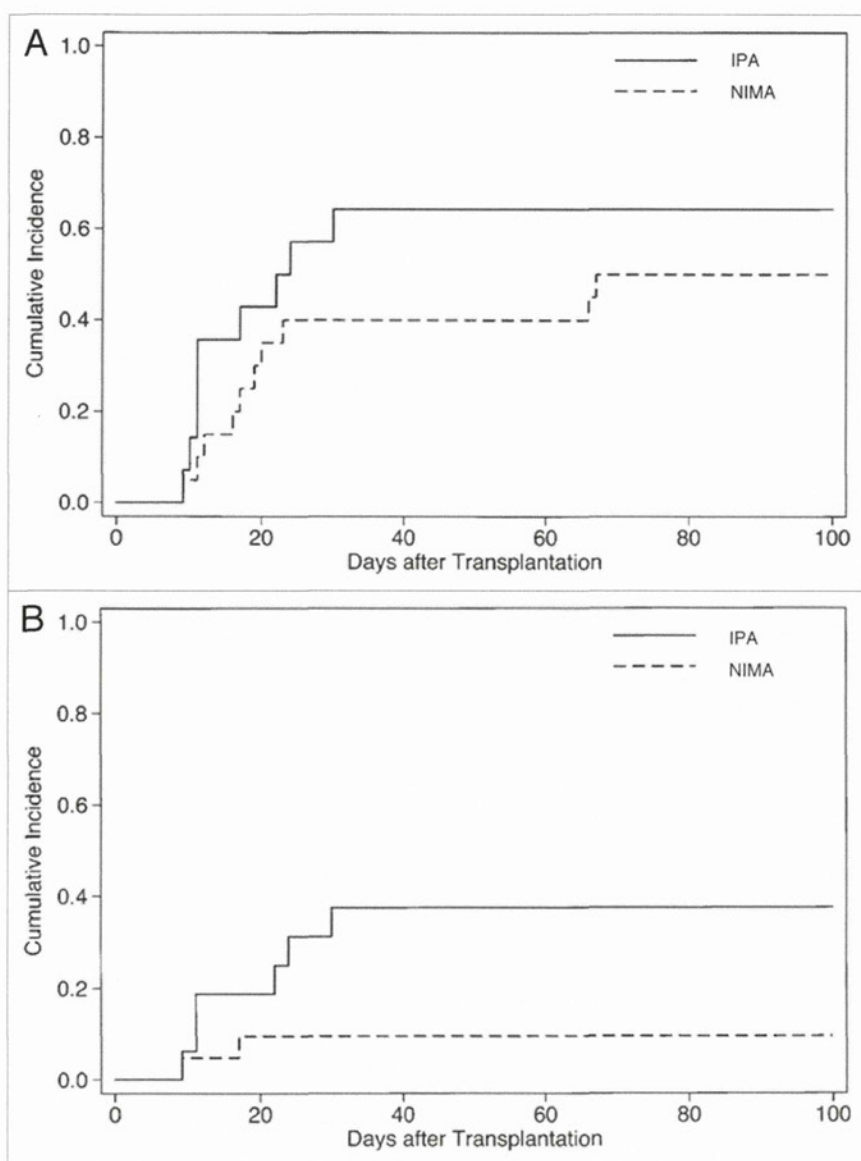 A
1.0
0.8
0.6
0.4
0.2
0.0
Cumulative Incidence
IPA
NIMA
0 20 40 60 80 100
Days after Transplantation
B
1.0
0.8
0.6
0.4
0.2
0.0
Cumulative Incidence
IPA
NIMA
0 20 40 60 80 100
Days after Transplantation